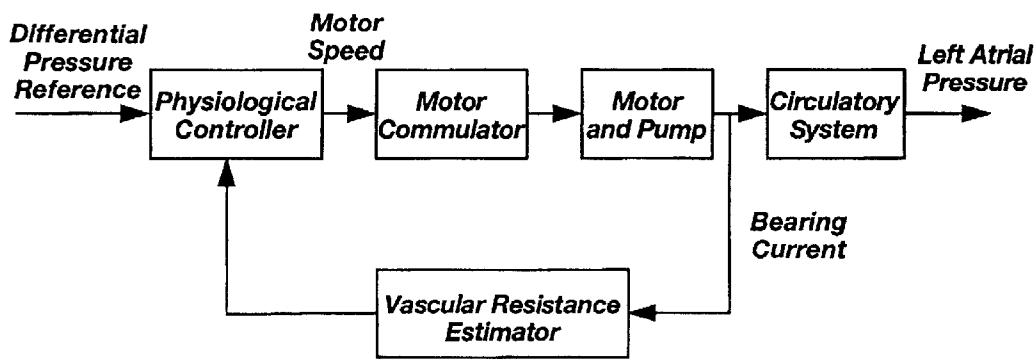 Differential
Pressure
Reference
Motor
Speed
Left Atrial
Pressure
Physiological
Controller
Motor
Commulator
Motor
and Pump
Circulatory
System
Bearing
Current
Vascular Resistance
Estimator